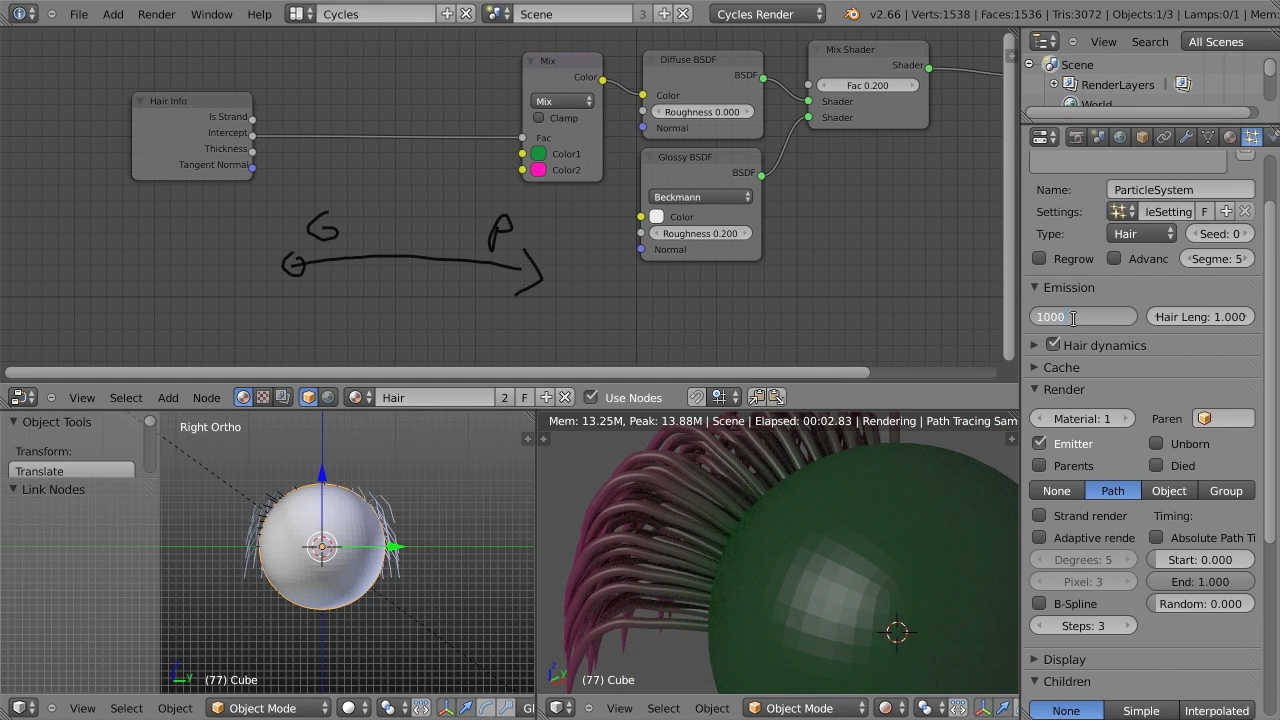 File Add Render Window Help Cycles Scene 3 Cycles Render v2.66 | Verts:1538 | Faces:1536 | Tris:3072 | Objects:1/3 | Lamps:0/1 | Mem
Hair Info
Is Strand
Intercept
Thickness
Tangent Normal
Mix
Color
Mix
Clamp
Fac
Color1
Color2
Diffuse BSDF
BSDF
Color
Roughness 0.000
Normal
Glossy BSDF
BSDF
Beckmann
Color
Roughness 0.200
Normal
Mix Shader
Shader
Fac 0.200
Shader
Shader
G P
View Select Add Node Hair 2 F Use Nodes
Object Tools
Transform:
Translate
Link Nodes
Right Ortho
(77) Cube
View Select Object Object Mode Gl
Mem: 13.25M, Peak: 13.88M | Scene | Elapsed: 00:02.83 | Rendering | Path Tracing Sam
(77) Cube
View Select Object Object Mode
View Search All Scenes
Scene
RenderLayers
World
Name: ParticleSystem
Settings: leSetting F
Type: Hair Seed: 0
Regrow Advanc Segme: 5
Emission
1000 Hair Leng: 1.000
Hair dynamics
Cache
Render
Material: 1 Paren
Emitter Unborn
Parents Died
None Path Object Group
Strand render Timing:
Adaptive rende Absolute Path Ti
Degrees: 5 Start: 0.000
Pixel: 3 End: 1.000
B-Spline Random: 0.000
Steps: 3
Display
Children
None Simple Interpolated